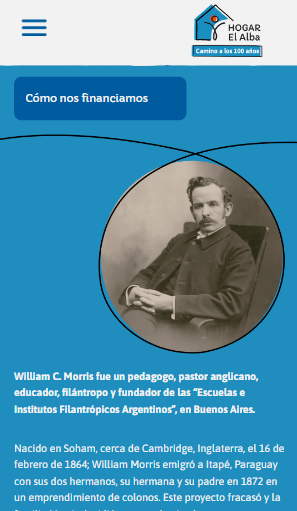 HOGAR
El Alba
Camino a los 100 años
Cómo nos financiamos
William C. Morris fue un pedagogo, pastor anglicano,
educador, filántropo y fundador de las “Escuelas e
Institutos Filantrópicos Argentinos”, en Buenos Aires.
Nacido en Soham, cerca de Cambridge, Inglaterra, el 16 de
febrero de 1864; William Morris emigró a Itapé, Paraguay
con sus dos hermanos, su hermana y su padre en 1872 en
un emprendimiento de colonos. Este proyecto fracasó y la